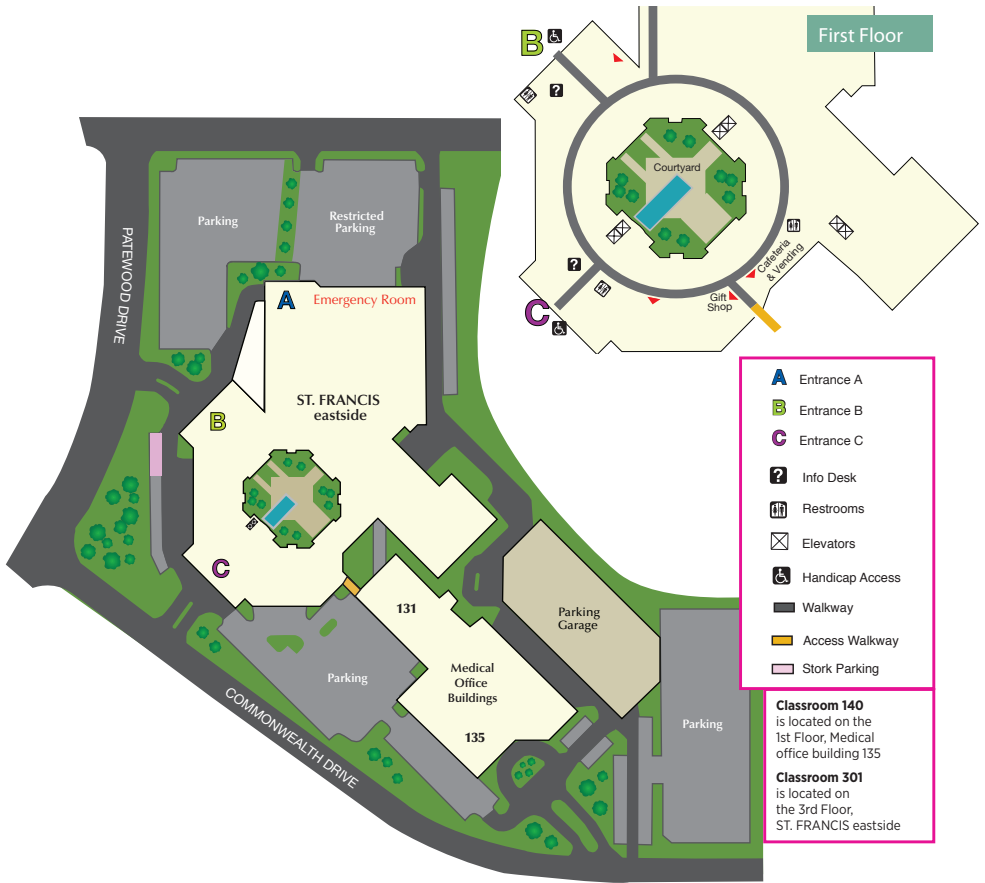 First Floor
B
?
Courtyard
Cafeteria
& Vending
?
Gift
Shop
C
PATEWOOD DRIVE
Parking
Restricted
Parking
A Emergency Room
ST. FRANCIS
eastside
B
C
131
Medical
Office
Buildings
135
Parking
Garage
Parking
Parking
COMMONWEALTH DRIVE
A Entrance A
B Entrance B
C Entrance C
? Info Desk
Restrooms
Elevators
Handicap Access
Walkway
Access Walkway
Stork Parking
Classroom 140
is located on the
1st Floor, Medical
office building 135
Classroom 301
is located on
the 3rd Floor,
ST. FRANCIS eastside